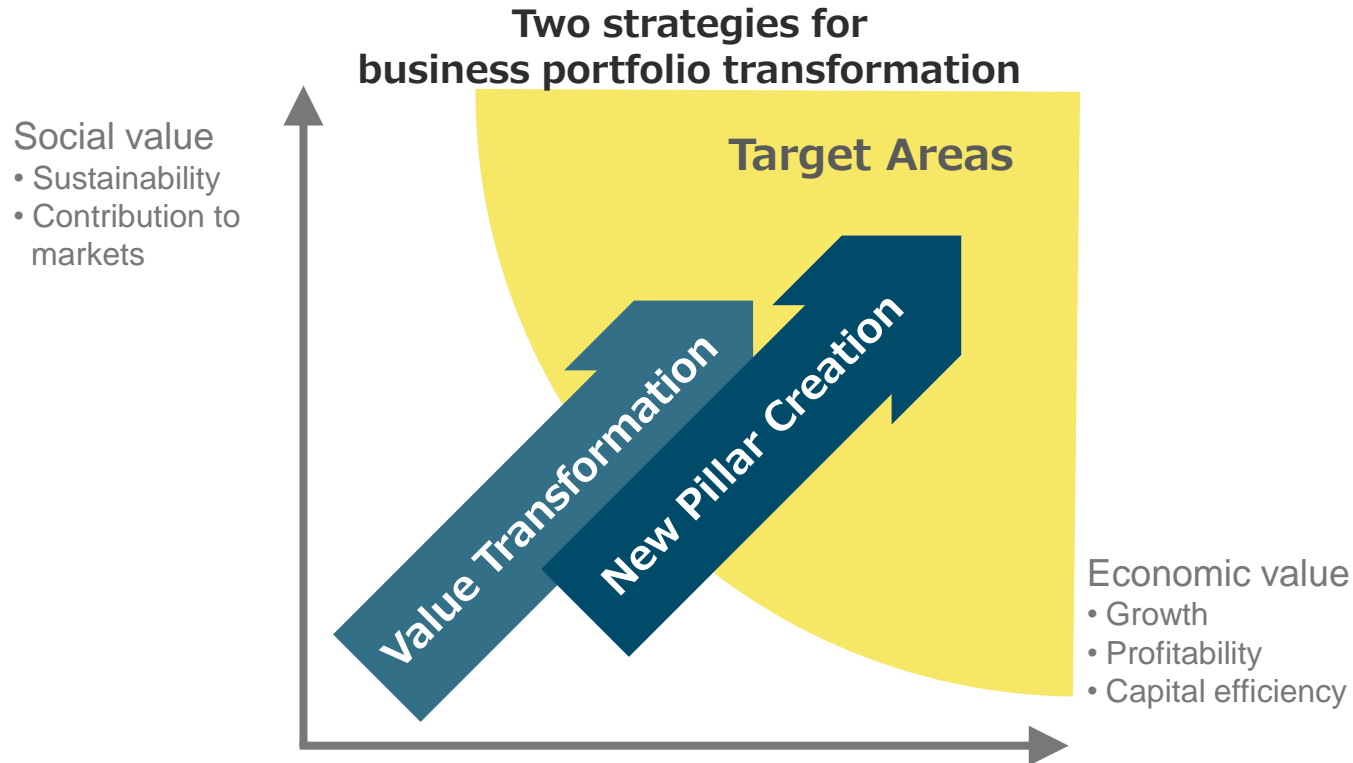 Two strategies for
business portfolio transformation
Social value
• Sustainability
• Contribution to
markets
Target Areas
Value Transformation
New Pillar Creation
Economic value
• Growth
• Profitability
• Capital efficiency